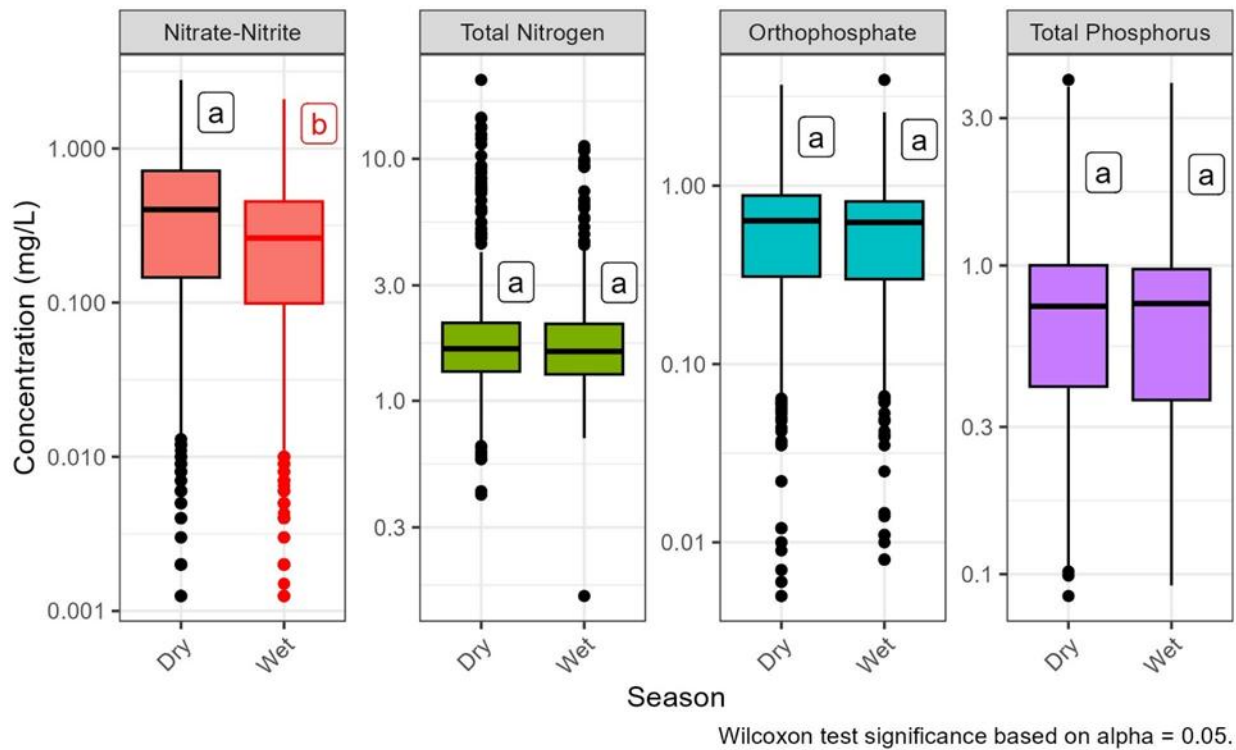 Nitrate-Nitrite
Total Nitrogen
Orthophosphate
Total Phosphorus
Concentration (mg/L)
1.000
0.100
0.010
0.001
a
b
Dry
Wet
10.0
3.0
1.0
0.3
a
a
Dry
Wet
1.00
0.10
0.01
a
a
Dry
Wet
3.0
1.0
0.3
0.1
a
a
Dry
Wet
Season
Wilcoxon test significance based on alpha = 0.05.